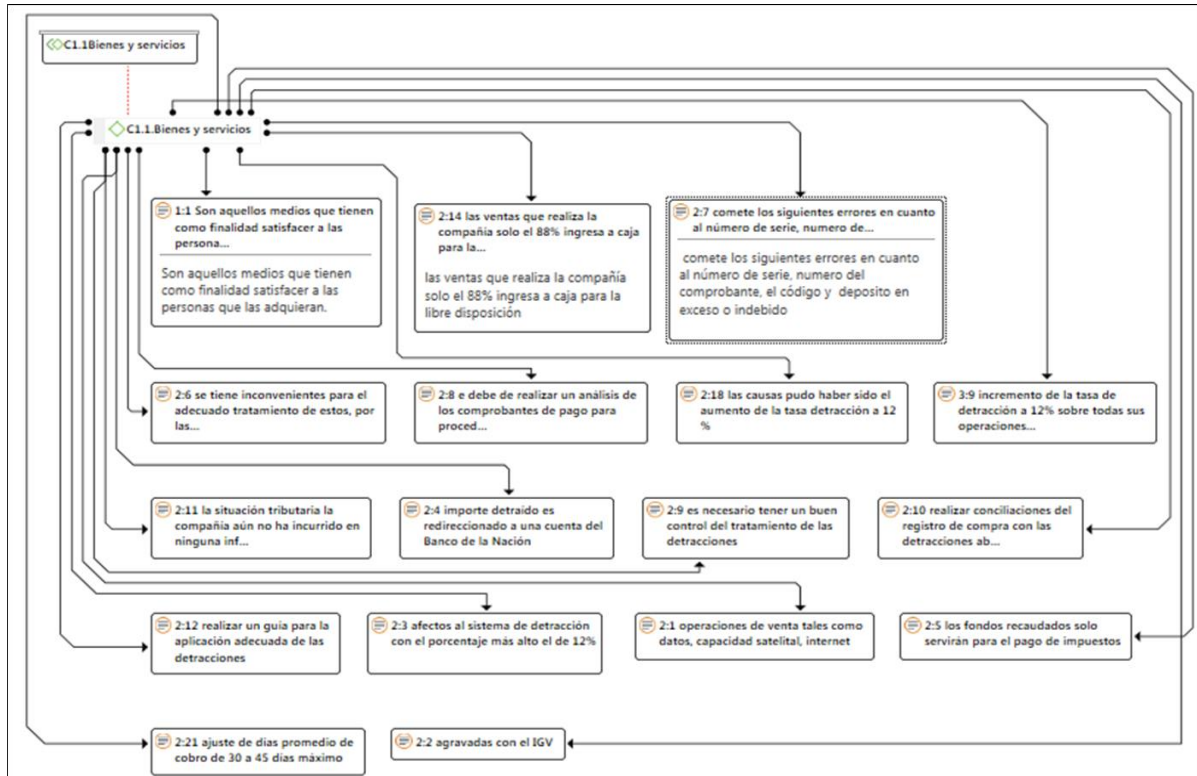 C1.1Bienes y servicios
C1.1.Bienes y servicios
1:1 Son aquellos medios que tienen
como finalidad satisfacer a las
persona...
Son aquellos medios que tienen
como finalidad satisfacer a las
personas que las adquieran.
2:14 las ventas que realiza la
compañia solo el 88% ingresa a caja
para la...
las ventas que realiza la compañía
solo el 88% ingresa a caja para la
libre disposición
2:7 comete los siguientes errores en cuanto
al número de serie, numero de...
comete los siguientes errores en cuanto
al número de serie, numero del
comprobante, el código y deposito en
exceso o indebido
2:6 se tiene inconvenientes para el
adecuado tratamiento de estos, por
las...
2:8 e debe de realizar un análisis de
los comprobantes de pago para
proced...
2:18 las causas pudo haber sido el
aumento de la tasa detracción a 12
%
3:9 incremento de la tasa de
detracción a 12% sobre todas sus
operaciones...
2:11 la situación tributaria la
compañía aún no ha incurrido en
ninguna inf...
2:4 importe detraído es
redireccionado a una cuenta del
Banco de la Nación
2:9 es necesario tener un buen
control del tratamiento de las
detracciones
2:10 realizar conciliaciones del
registro de compra con las
detracciones ab...
2:12 realizar un guia para la
aplicación adecuada de las
detracciones
2:3 afectos al sistema de detracción
con el porcentaje más alto el de 12%
2:1 operaciones de venta tales como
datos, capacidad satelital, internet
2:5 los fondos recaudados solo
servirán para el pago de impuestos
2:21 ajuste de días promedio de
cobro de 30 a 45 días máximo
2:2 agravadas con el IGV